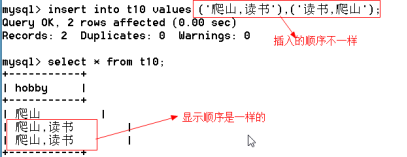 mysql> insert into t10 values ('爬山,读书'),('读书,爬山');
Query OK, 2 rows affected (0.00 sec)
Records: 2  Duplicates: 0  Warnings: 0
插入的顺序不一样
mysql> select * from t10;
+---------------+
| hobby         |
+---------------+
| 爬山          |
| 爬山,读书     |
| 爬山,读书     |
+---------------+
显示顺序是一样的